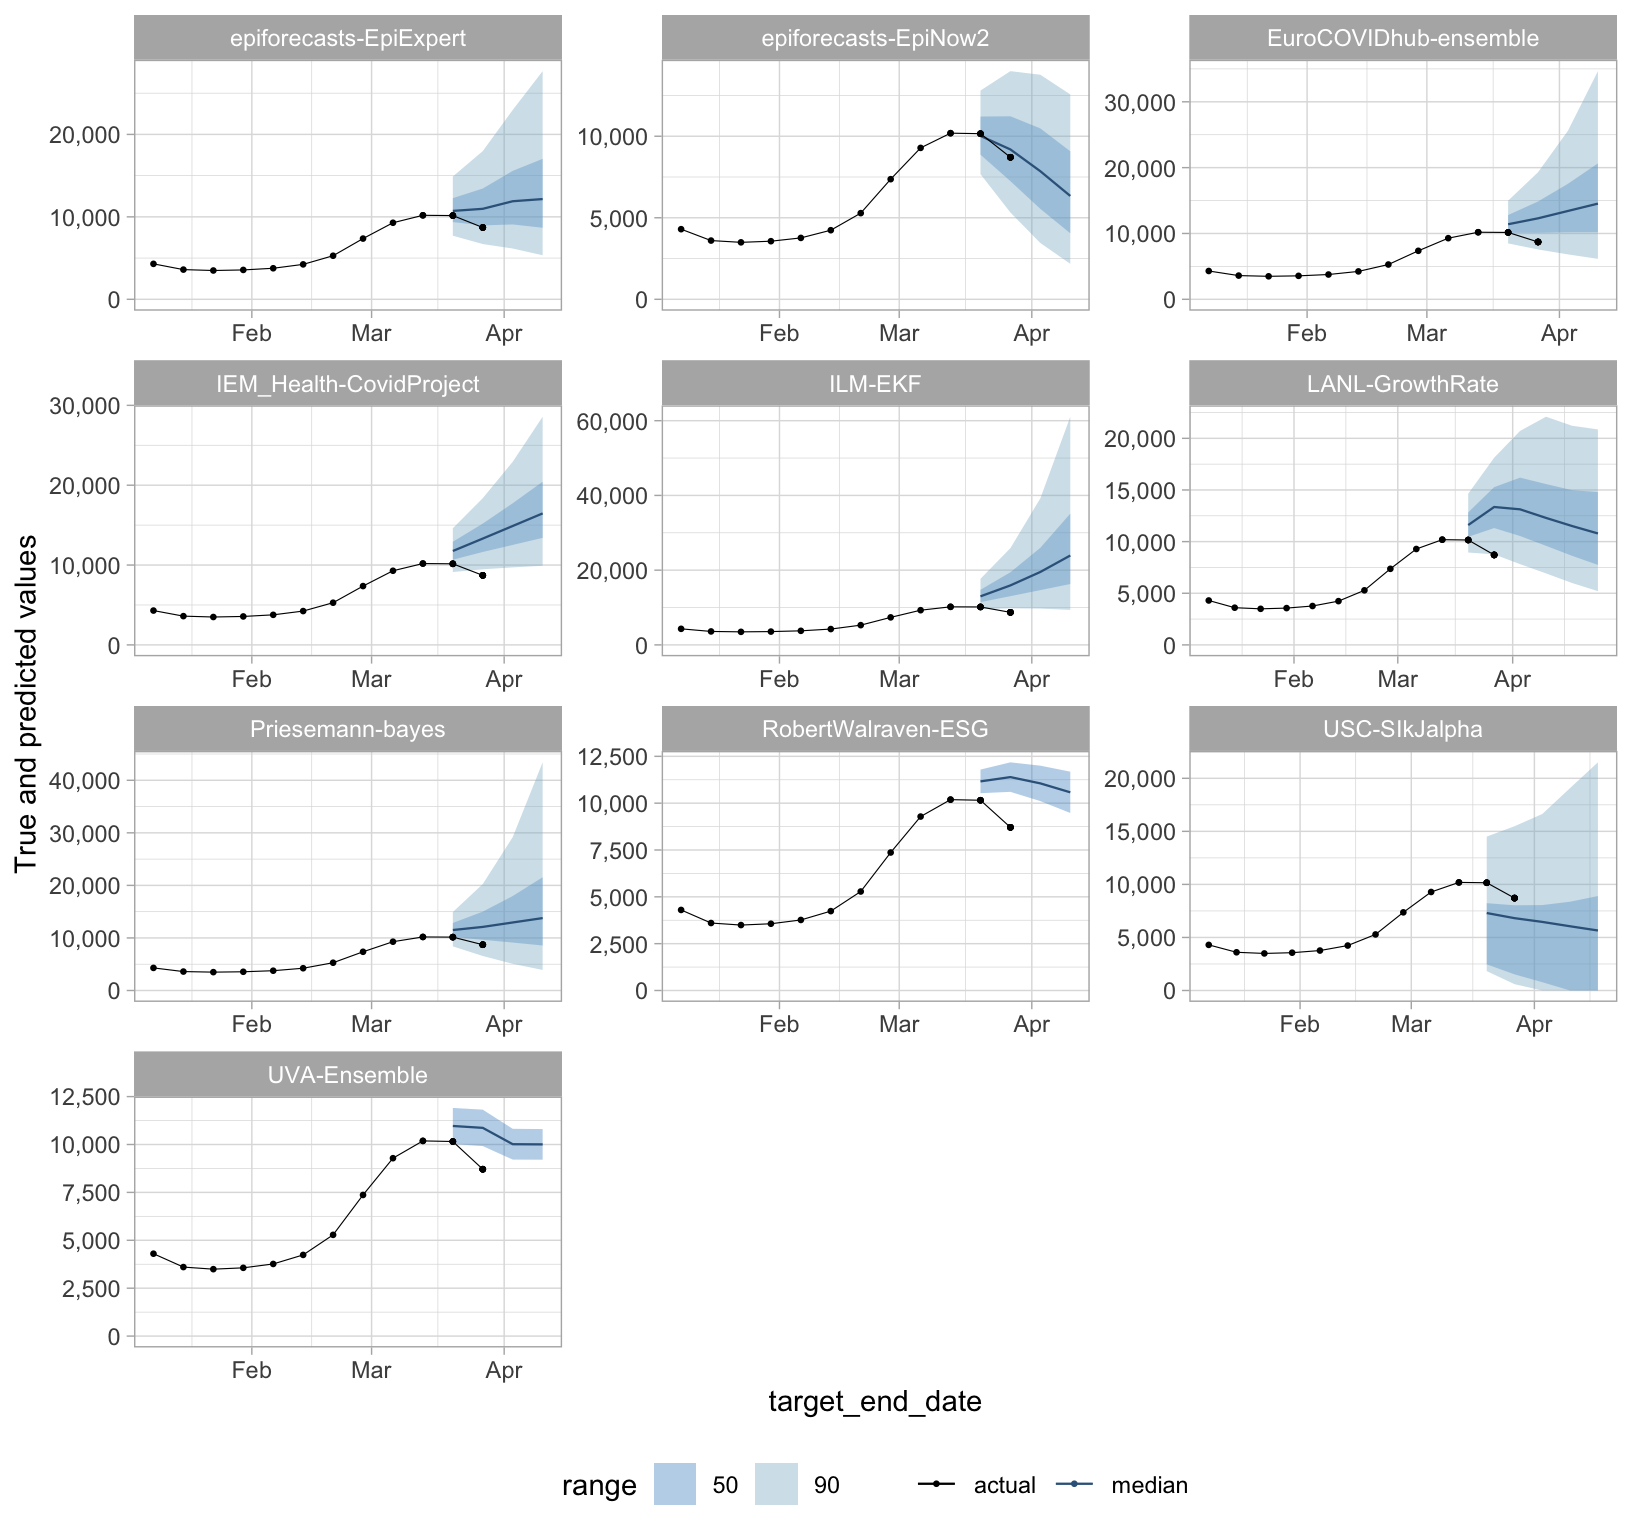 epiforecasts-EpiExpert
epiforecasts-EpiNow2
EuroCOVIDhub-ensemble
20,000
10,000
0
Feb Mar Apr
10,000
5,000
0
Feb Mar Apr
30,000
20,000
10,000
0
Feb Mar Apr
IEM_Health-CovidProject
ILM-EKF
LANL-GrowthRate
30,000
20,000
10,000
0
Feb Mar Apr
60,000
40,000
20,000
0
Feb Mar Apr
20,000
15,000
10,000
5,000
0
Feb Mar Apr
True and predicted values
Priesemann-bayes
RobertWalraven-ESG
USC-SIkJalpha
40,000
30,000
20,000
10,000
0
Feb Mar Apr
12,500
10,000
7,500
5,000
2,500
0
Feb Mar Apr
20,000
15,000
10,000
5,000
0
Feb Mar Apr
UVA-Ensemble
12,500
10,000
7,500
5,000
2,500
0
Feb Mar Apr
target_end_date
range 50 90 actual median